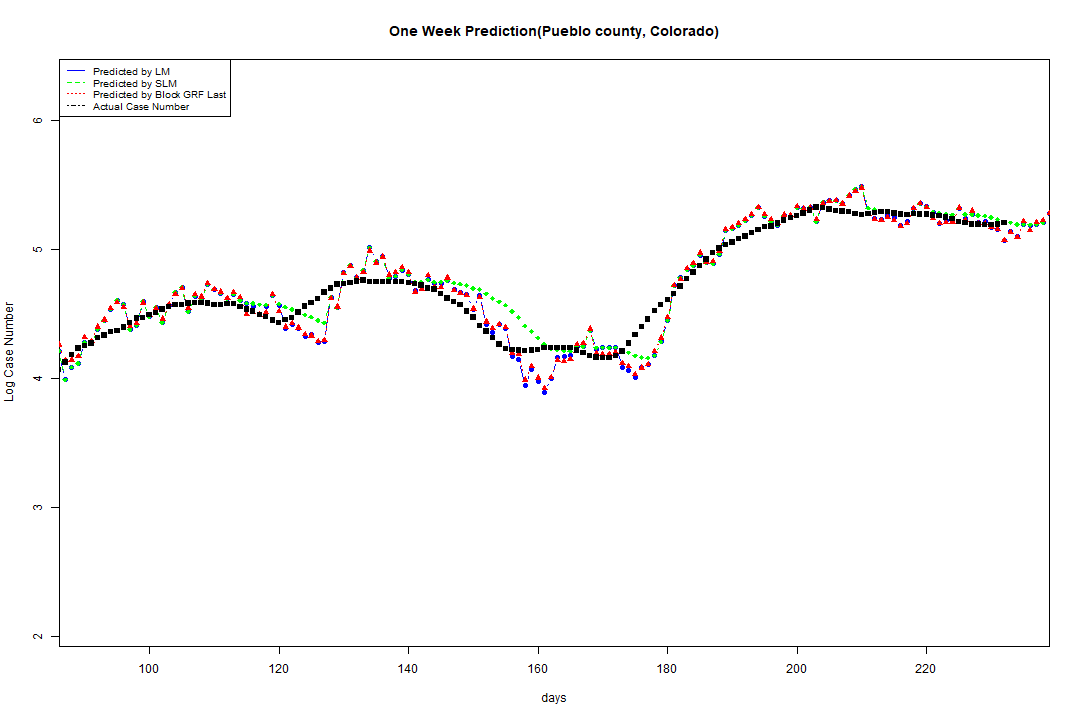 One Week Prediction(Pueblo county, Colorado)
Predicted by LM
Predicted by SLM
Predicted by Block GRF Last
Actual Case Number
6
5
4
3
2
Log Case Number
100 120 140 160 180 200 220
days